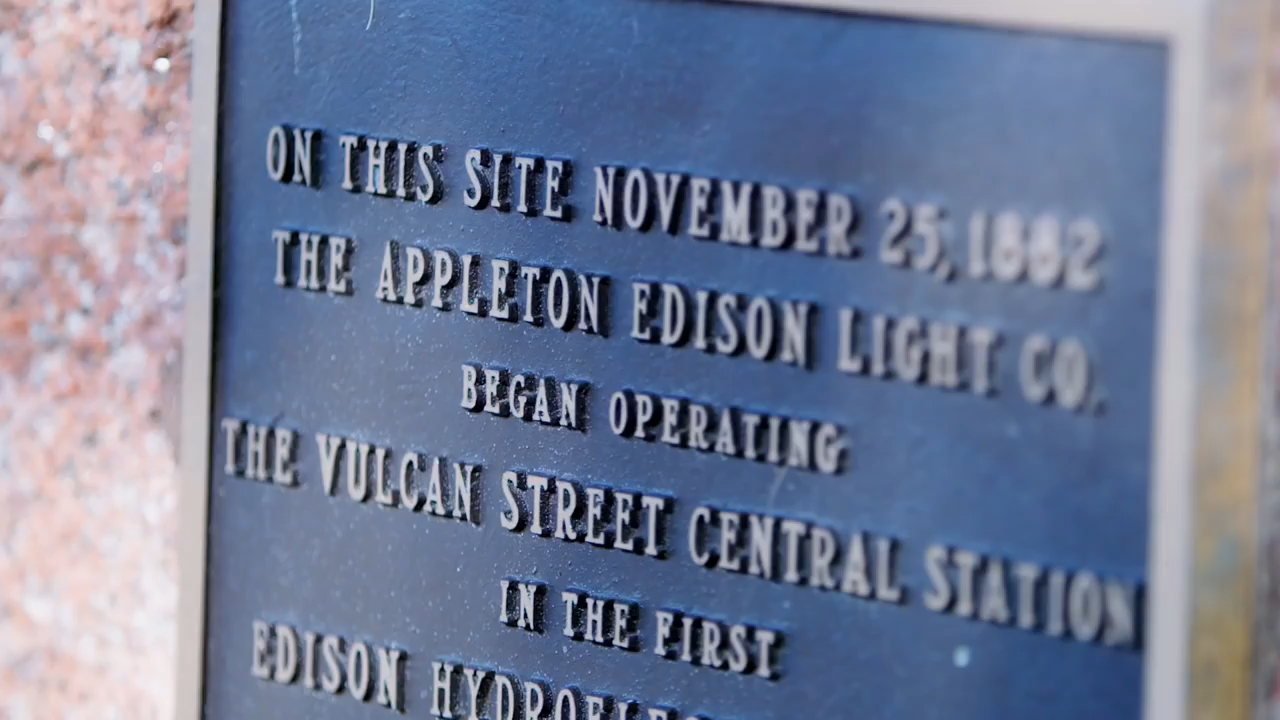 ON THIS SITE NOVEMBER 25, 1882
THE APPLETON EDISON LIGHT CO.
BEGAN OPERATING
THE VULCAN STREET CENTRAL STATION
IN THE FIRST
EDISON